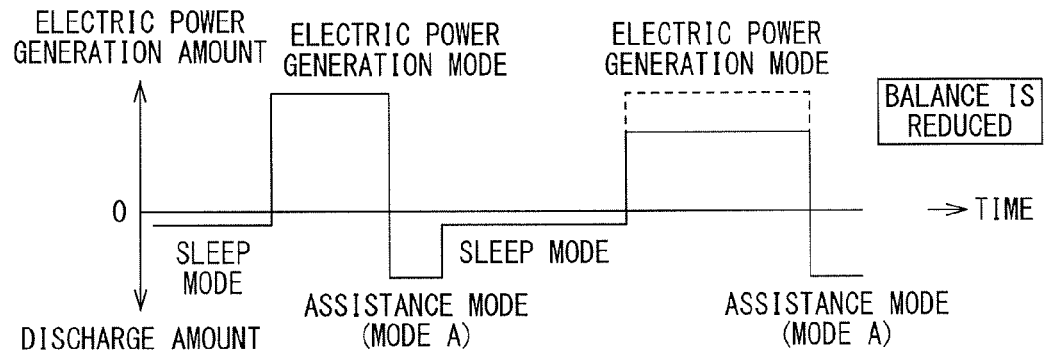 ELECTRIC POWER
GENERATION AMOUNT
ELECTRIC POWER
GENERATION MODE
ELECTRIC POWER
GENERATION MODE
BALANCE IS
REDUCED
0
TIME
SLEEP
MODE
SLEEP MODE
ASSISTANCE MODE
(MODE A)
ASSISTANCE MODE
(MODE A)
DISCHARGE AMOUNT